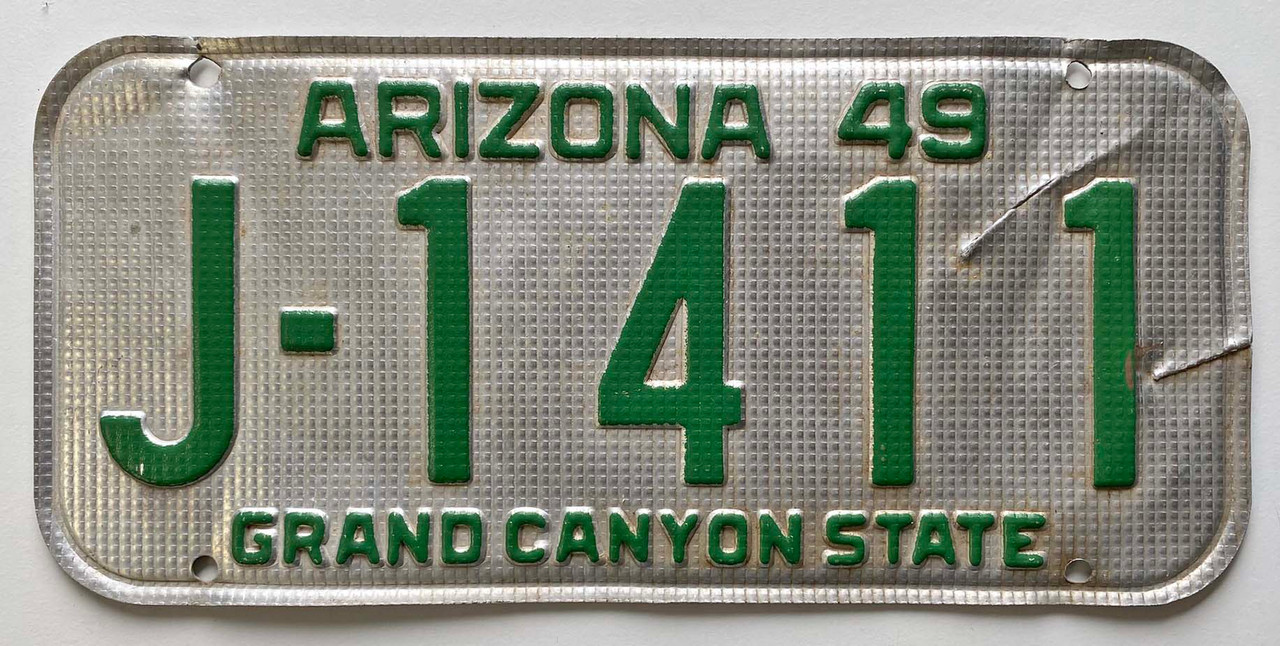 ARIZONA 49
J-1411
GRAND CANYON STATE